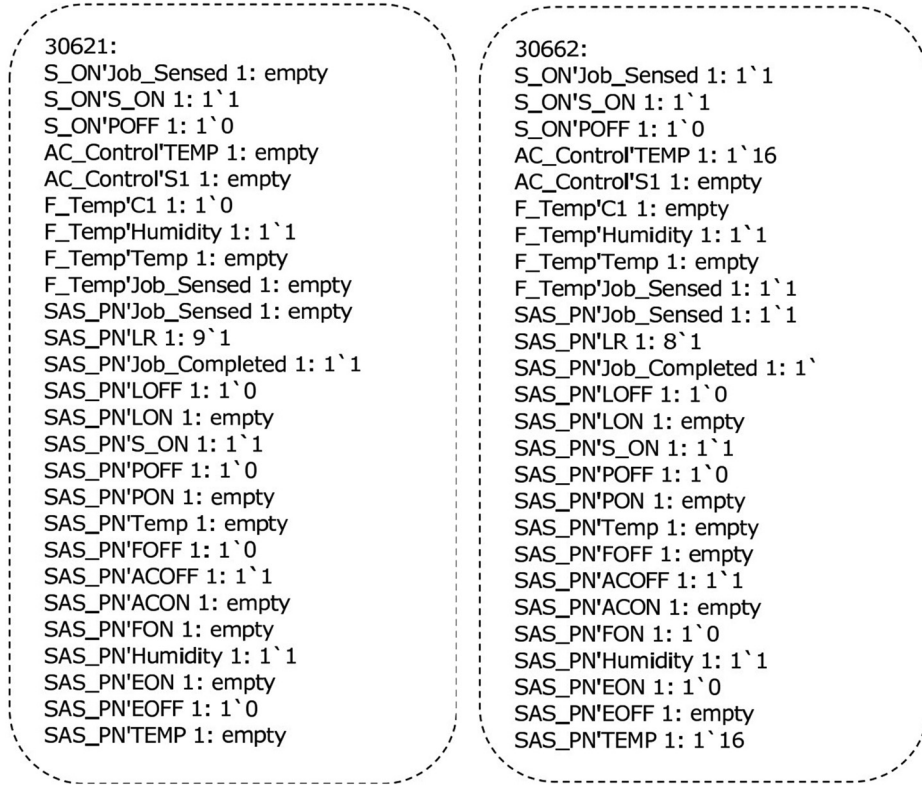 30621:
S_ON'Job_Sensed 1: empty
S_ON'S_ON 1: 1`1
S_ON'POFF 1: 1`0
AC_Control'TEMP 1: empty
AC_Control'S1 1: empty
F_Temp'C1 1: 1`0
F_Temp'Humidity 1: 1`1
F_Temp'Temp 1: empty
F_Temp'Job_Sensed 1: empty
SAS_PN'Job_Sensed 1: empty
SAS_PN'LR 1: 9`1
SAS_PN'Job_Completed 1: 1`1
SAS_PN'LOFF 1: 1`0
SAS_PN'LON 1: empty
SAS_PN'S_ON 1: 1`1
SAS_PN'POFF 1: 1`0
SAS_PN'PON 1: empty
SAS_PN'Temp 1: empty
SAS_PN'FOFF 1: 1`0
SAS_PN'ACOFF 1: 1`1
SAS_PN'ACON 1: empty
SAS_PN'FON 1: empty
SAS_PN'Humidity 1: 1`1
SAS_PN'EON 1: empty
SAS_PN'EOFF 1: 1`0
SAS_PN'TEMP 1: empty
30662:
S_ON'Job_Sensed 1: 1`1
S_ON'S_ON 1: 1`1
S_ON'POFF 1: 1`0
AC_Control'TEMP 1: 1`16
AC_Control'S1 1: empty
F_Temp'C1 1: empty
F_Temp'Humidity 1: 1`1
F_Temp'Temp 1: empty
F_Temp'Job_Sensed 1: 1`1
SAS_PN'Job_Sensed 1: 1`1
SAS_PN'LR 1: 8`1
SAS_PN'Job_Completed 1: 1`
SAS_PN'LOFF 1: 1`0
SAS_PN'LON 1: empty
SAS_PN'S_ON 1: 1`1
SAS_PN'POFF 1: 1`0
SAS_PN'PON 1: empty
SAS_PN'Temp 1: empty
SAS_PN'FOFF 1: empty
SAS_PN'ACOFF 1: 1`1
SAS_PN'ACON 1: empty
SAS_PN'FON 1: 1`0
SAS_PN'Humidity 1: 1`1
SAS_PN'EON 1: 1`0
SAS_PN'EOFF 1: empty
SAS_PN'TEMP 1: 1`16